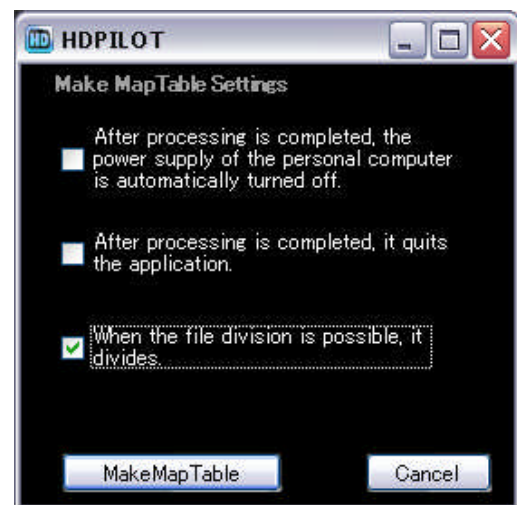 HD HDPILOT
Make MapTable Settings
After processing is completed, the
power supply of the personal computer
is automatically turned off.
After processing is completed, it quits
the application.
When the file division is possible, it
divides.
MakeMapTable Cancel